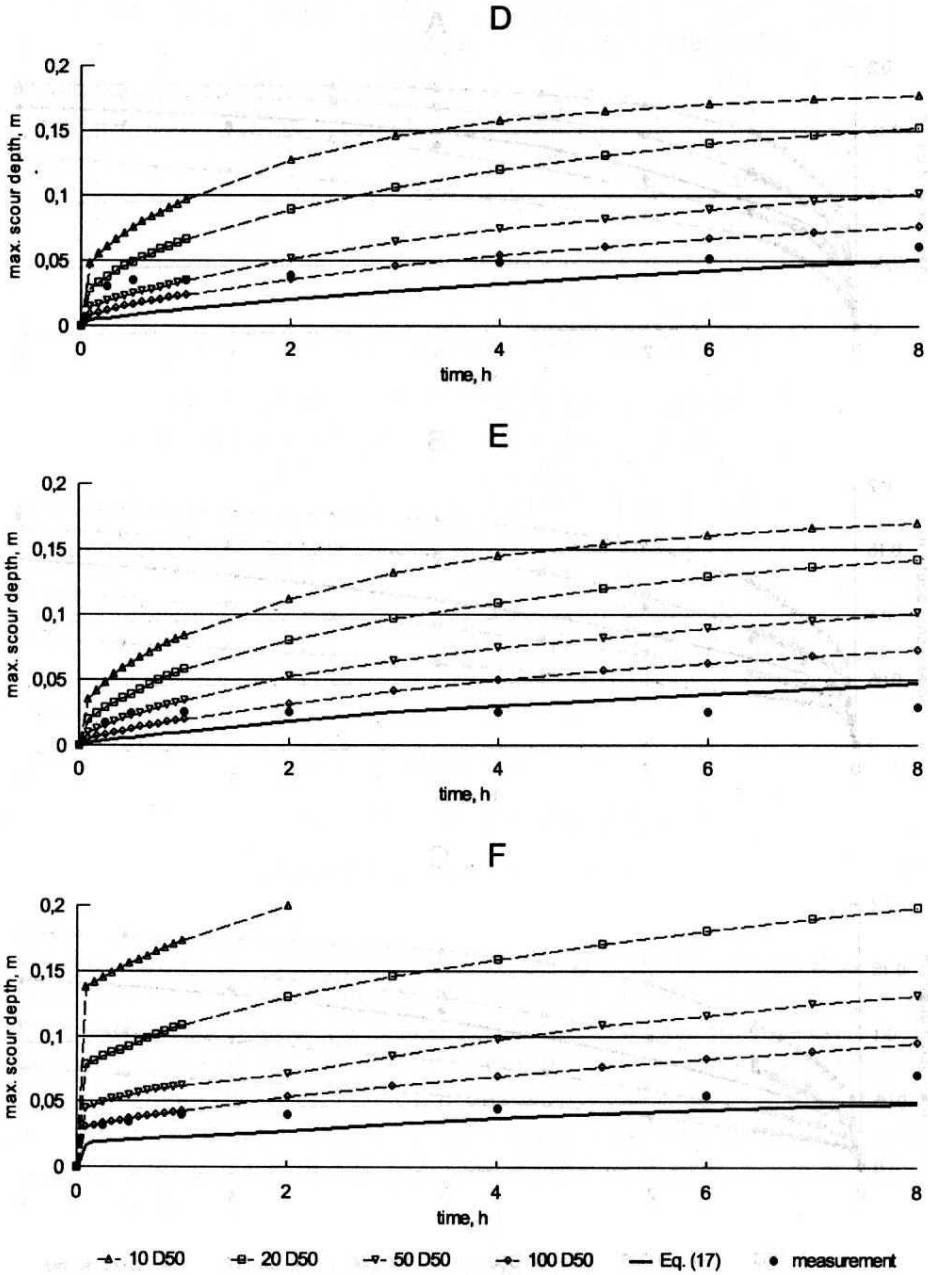 D
0,2
0,15
0,1
0,05
0
max. scour depth, m
0 2 4 6 8
time, h
E
0,2
0,15
0,1
0,05
0
max. scour depth, m
0 2 4 6 8
time, h
F
0,2
0,15
0,1
0,05
0
max. scour depth, m
0 2 4 6 8
time, h
10 D50 20 D50 50 D50 100 D50 Eq. (17) measurement